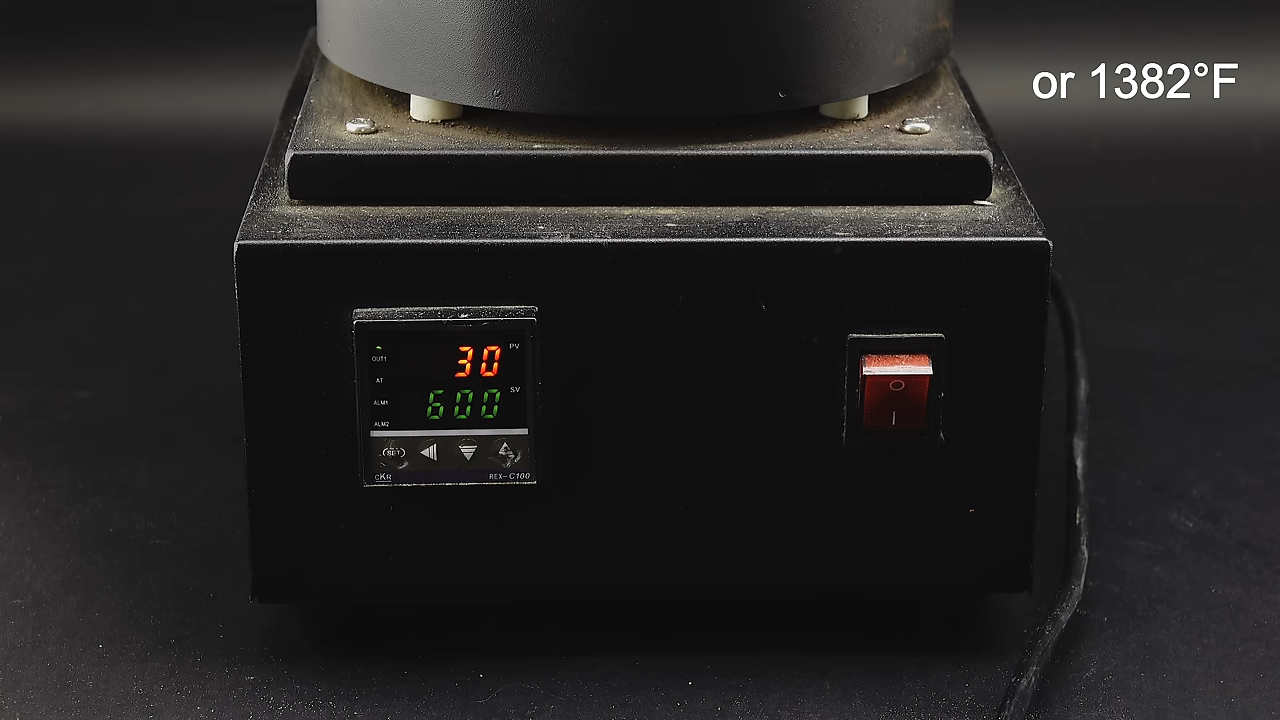 or 1382°F
OUT1
30
PV
AT
600
SV
ALM1
ALM2
SET
CKR
REX-C100